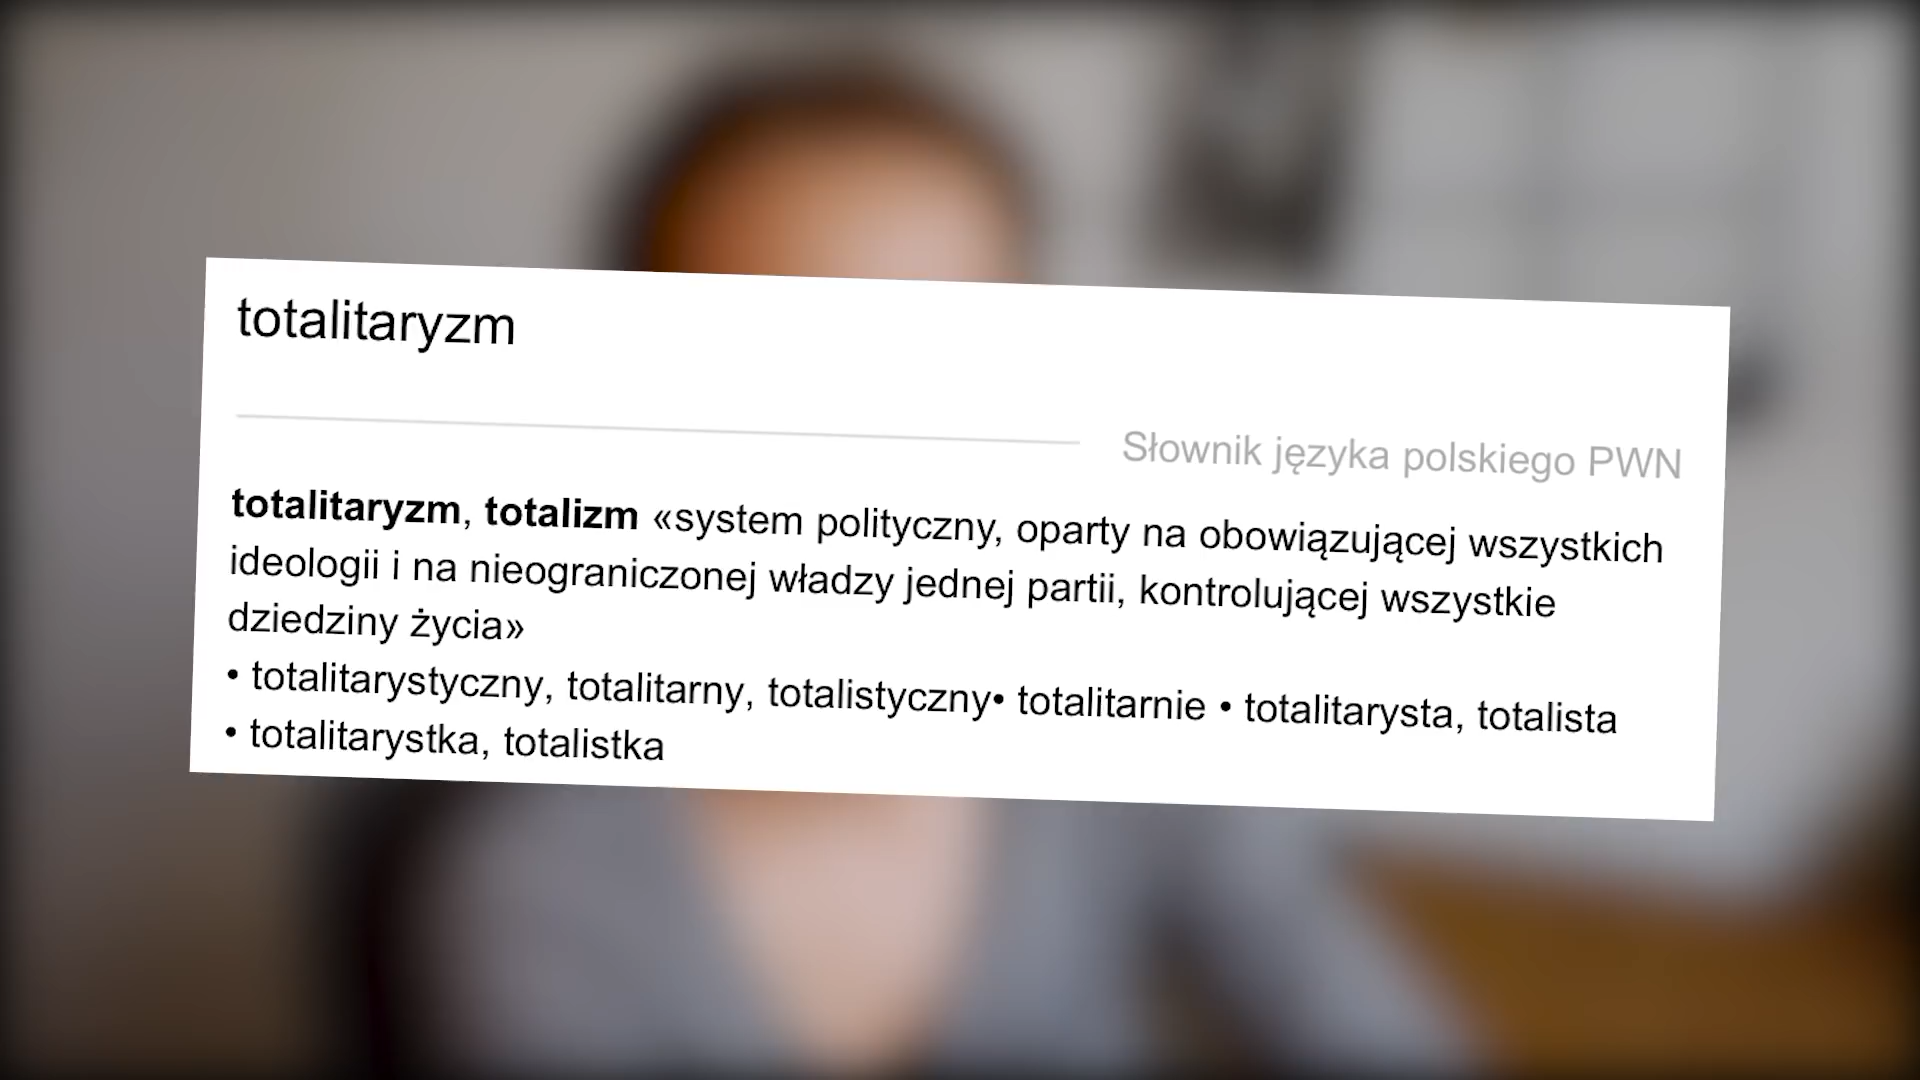 totalitaryzm
Słownik języka polskiego PWN
totalitaryzm, totalizm «system polityczny, oparty na obowiązującej wszystkich
ideologii i na nieograniczonej władzy jednej partii, kontrolującej wszystkie
dziedziny życia»
• totalitarystyczny, totalitarny, totalistyczny• totalitarnie • totalitarysta, totalista
• totalitarystka, totalistka